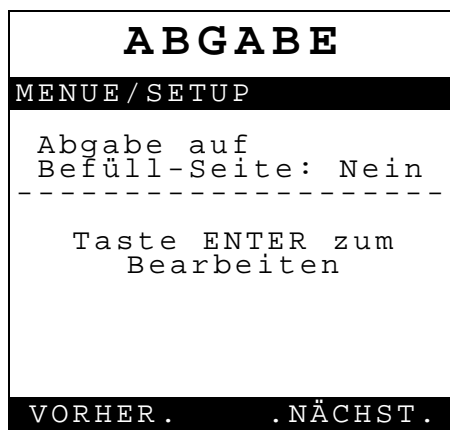 ABGABE
MENUE/SETUP
Abgabe auf
Befüll-Seite: Nein
--------------------
Taste ENTER zum
Bearbeiten
VORHER. .NÄCHST.